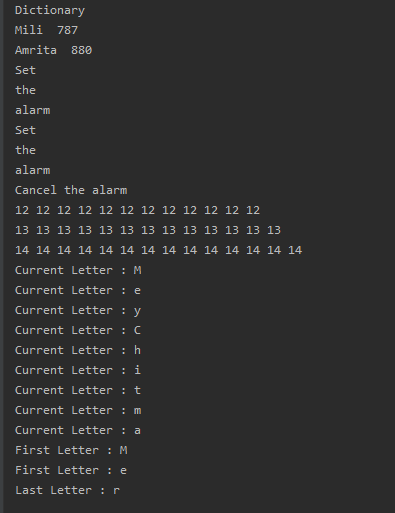 Dictionary
Mili  787
Amrita  880
Set
the
alarm
Set
the
alarm
Cancel the alarm
12 12 12 12 12 12 12 12 12 12 12 12
13 13 13 13 13 13 13 13 13 13 13 13 13
14 14 14 14 14 14 14 14 14 14 14 14 14 14
Current Letter : M
Current Letter : e
Current Letter : y
Current Letter : C
Current Letter : h
Current Letter : i
Current Letter : t
Current Letter : m
Current Letter : a
First Letter : M
First Letter : e
Last Letter : r